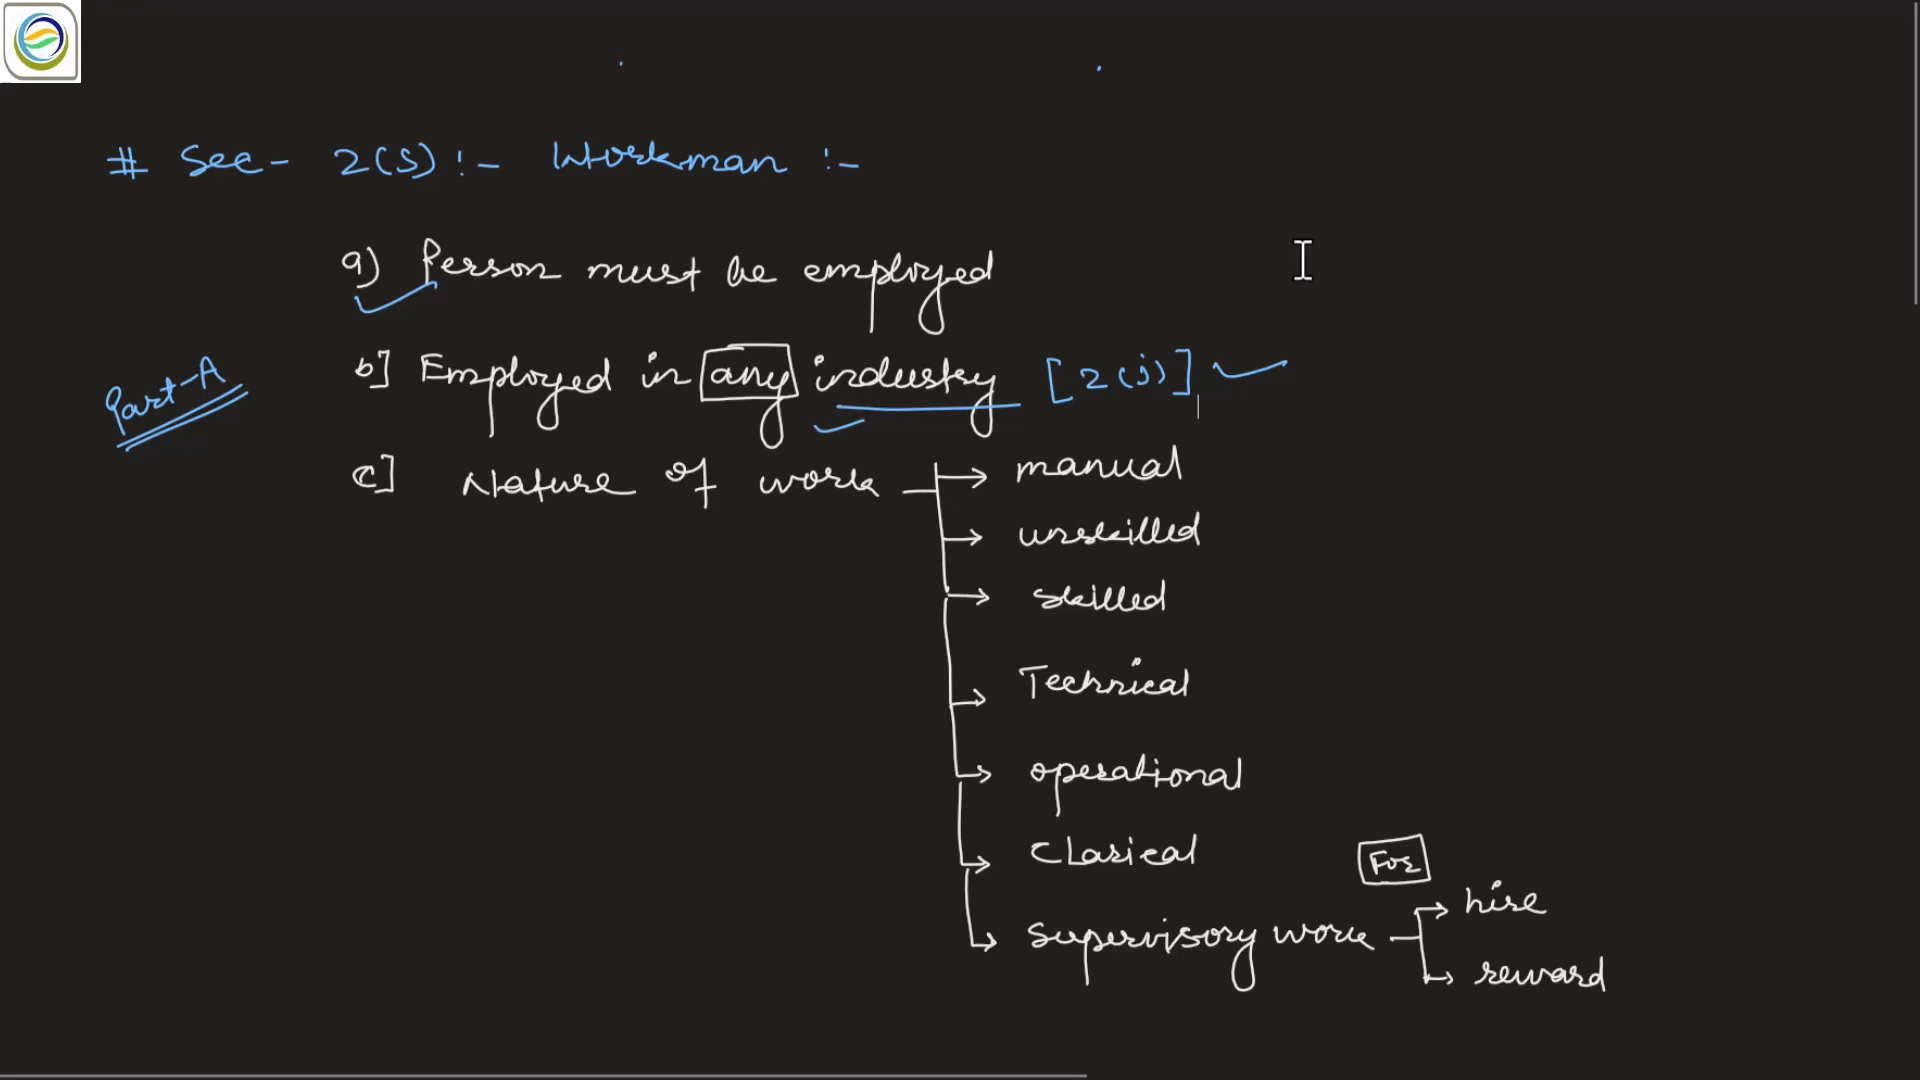 # Sec- 2(s) :- Workman :-
a) Person must be employed
b] Employed in any industry [2(j)]
Part-A
c] Nature of work → manual
→ unskilled
→ skilled
→ Technical
→ operational
→ Clarical
For
→ supervisory work → hire
→ reward